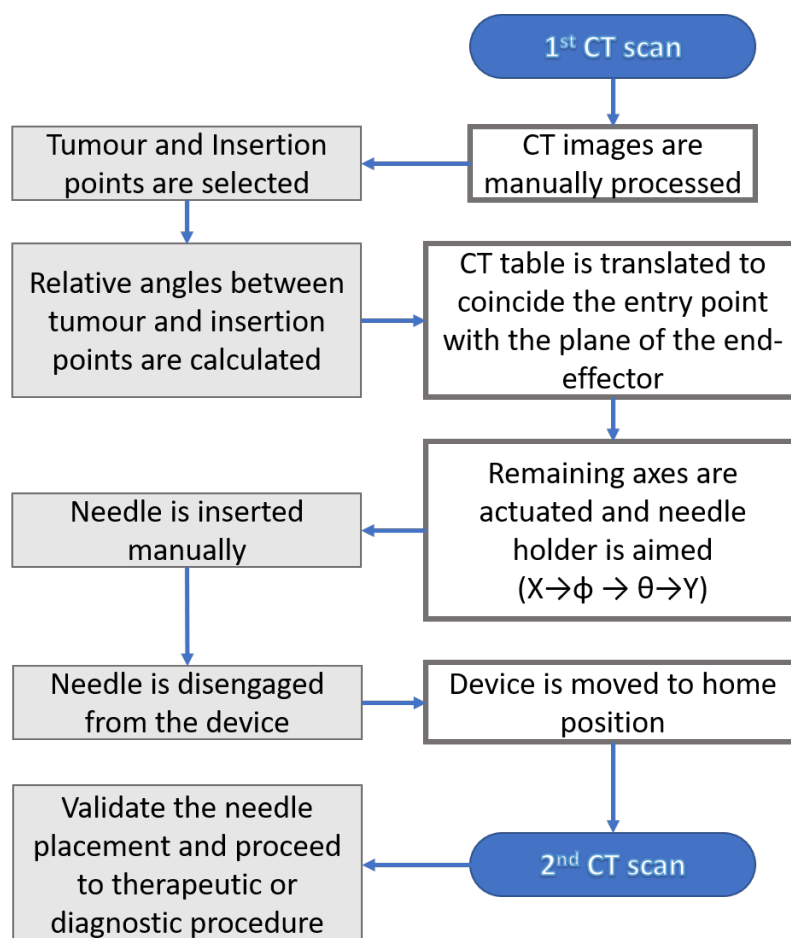 1st CT scan
CT images are
manually processed
Tumour and Insertion
points are selected
Relative angles between
tumour and insertion
points are calculated
CT table is translated to
coincide the entry point
with the plane of the end-
effector
Remaining axes are
actuated and needle
holder is aimed
(X→ϕ → θ→Y)
Needle is inserted
manually
Needle is disengaged
from the device
Device is moved to home
position
2nd CT scan
Validate the needle
placement and proceed
to therapeutic or
diagnostic procedure